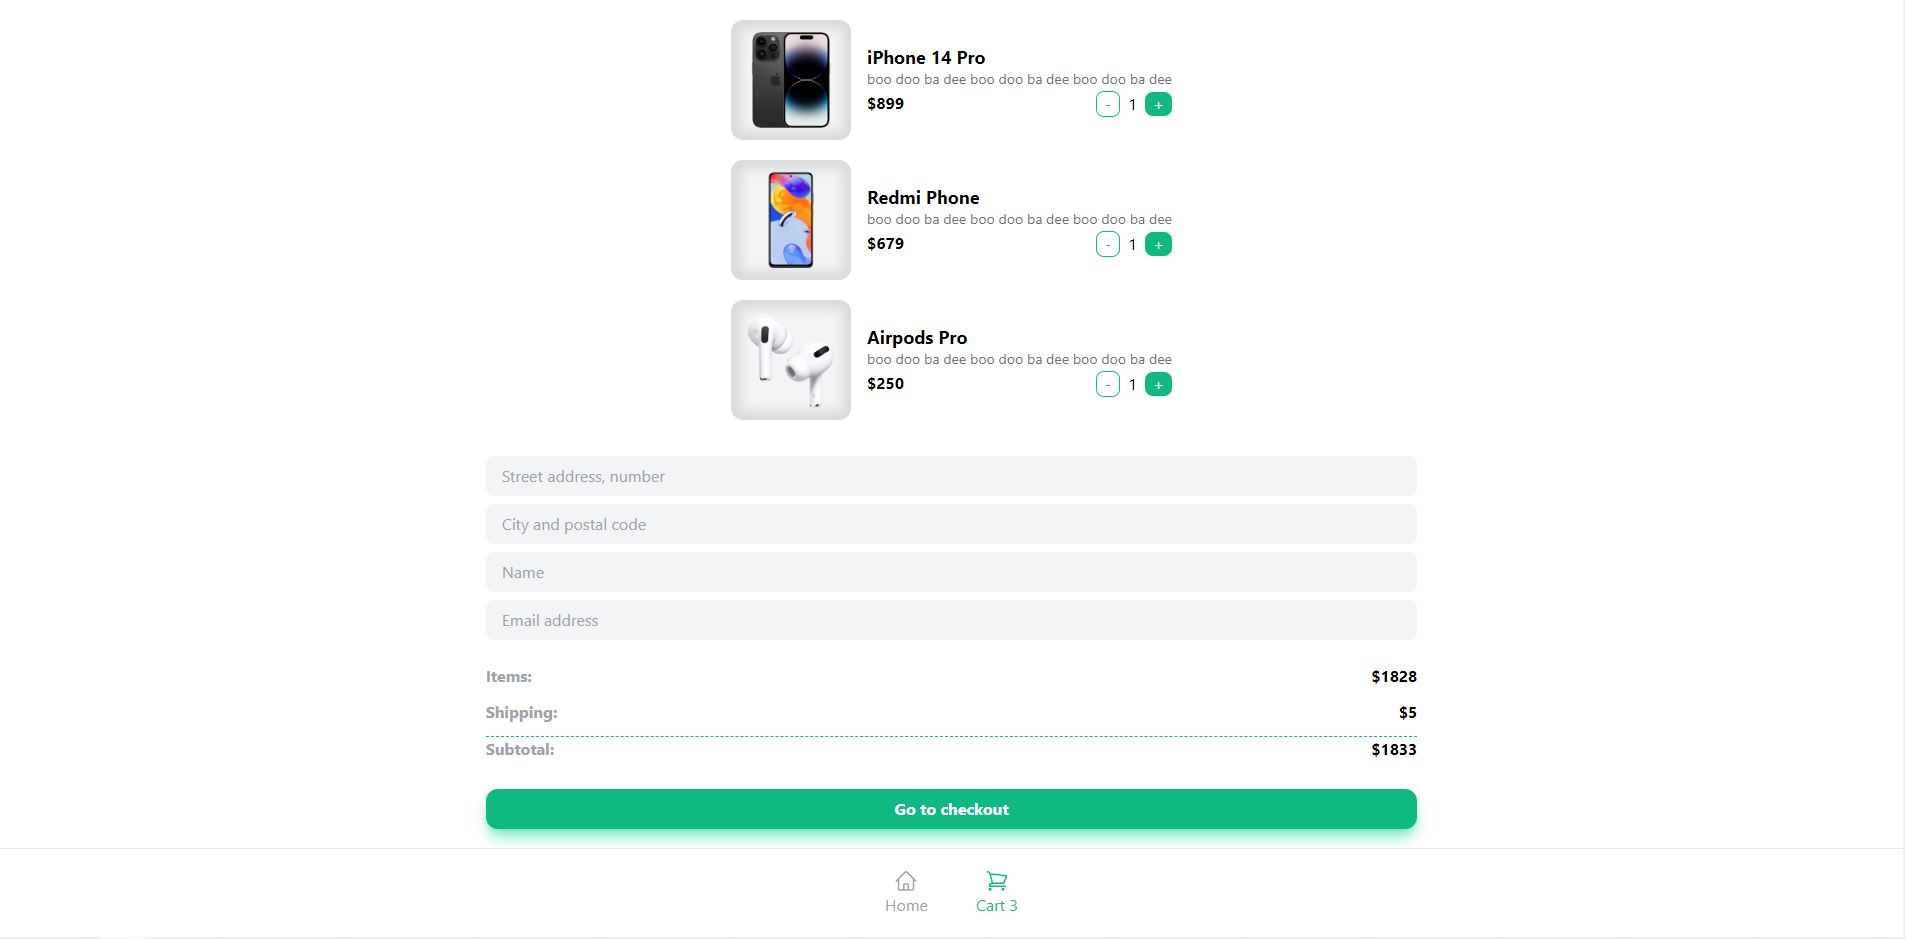 iPhone 14 Pro
boo doo ba dee boo doo ba dee boo doo ba dee
$899 - 1 +
Redmi Phone
boo doo ba dee boo doo ba dee boo doo ba dee
$679 - 1 +
Airpods Pro
boo doo ba dee boo doo ba dee boo doo ba dee
$250 - 1 +
Street address, number
City and postal code
Name
Email address
Items: $1828
Shipping: $5
Subtotal: $1833
Go to checkout
Home Cart 3